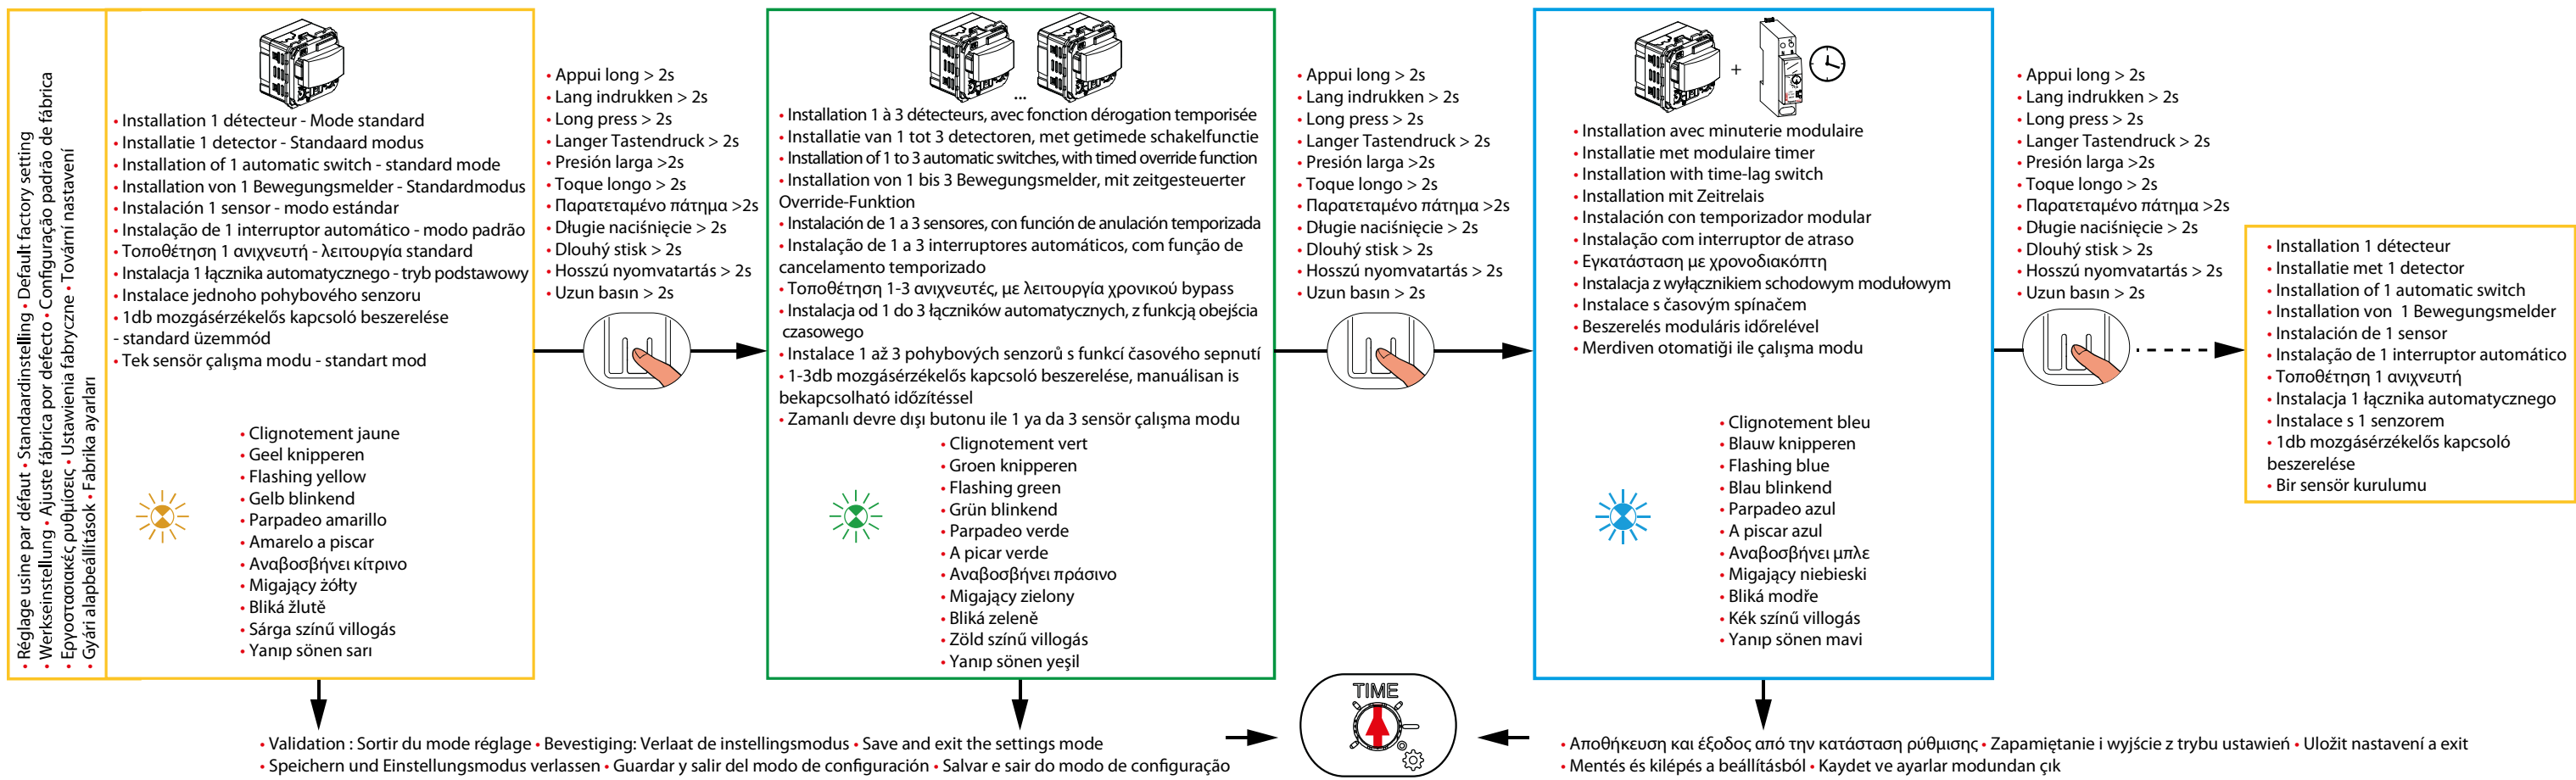 • Réglage usine par défaut • Standaardinstelling • Default factory setting
• Werkseinstellung • Ajuste fábrica por defecto • Configuração padrão de fábrica
• Εργοστασιακές ρυθμίσεις • Ustawienia fabryczne • Tovární nastavení
• Gyári alapbeállítások • Fabrika ayarları
• Installation 1 détecteur - Mode standard
• Installatie 1 detector - Standaard modus
• Installation of 1 automatic switch - standard mode
• Installation von 1 Bewegungsmelder - Standardmodus
• Instalación 1 sensor - modo estándar
• Instalação de 1 interruptor automático - modo padrão
• Τοποθέτηση 1 ανιχνευτή - λειτουργία standard
• Instalacja 1 łącznika automatycznego - tryb podstawowy
• Instalace jednoho pohybového senzoru
• 1db mozgásérzékelős kapcsoló beszerelése
- standard üzemmód
• Tek sensör çalışma modu - standart mod
• Clignotement jaune
• Geel knipperen
• Flashing yellow
• Gelb blinkend
• Parpadeo amarillo
• Amarelo a piscar
• Αναβοσβήνει κίτρινο
• Migający żółty
• Bliká žlutě
• Sárga színű villogás
• Yanıp sönen sarı
• Appui long > 2s
• Lang indrukken > 2s
• Long press > 2s
• Langer Tastendruck > 2s
• Presión larga >2s
• Toque longo > 2s
• Παρατεταμένο πάτημα >2s
• Długie naciśnięcie > 2s
• Dlouhý stisk > 2s
• Hosszú nyomvatartás > 2s
• Uzun basın > 2s
...
• Installation 1 à 3 détecteurs, avec fonction dérogation temporisée
• Installatie van 1 tot 3 detectoren, met getimede schakelfunctie
• Installation of 1 to 3 automatic switches, with timed override function
• Installation von 1 bis 3 Bewegungsmelder, mit zeitgesteuerter
Override-Funktion
• Instalación de 1 a 3 sensores, con función de anulación temporizada
• Instalação de 1 a 3 interruptores automáticos, com função de
cancelamento temporizado
• Τοποθέτηση 1-3 ανιχνευτές, με λειτουργία χρονικού bypass
• Instalacja od 1 do 3 łączników automatycznych, z funkcją obejścia
czasowego
• Instalace 1 až 3 pohybových senzorů s funkcí časového sepnutí
• 1-3db mozgásérzékelős kapcsoló beszerelése, manuálisan is
bekapcsolható időzítéssel
• Zamanlı devre dışı butonu ile 1 ya da 3 sensör çalışma modu
• Clignotement vert
• Groen knipperen
• Flashing green
• Grün blinkend
• Parpadeo verde
• A picar verde
• Αναβοσβήνει πράσινο
• Migający zielony
• Bliká zeleně
• Zöld színű villogás
• Yanıp sönen yeşil
• Appui long > 2s
• Lang indrukken > 2s
• Long press > 2s
• Langer Tastendruck > 2s
• Presión larga >2s
• Toque longo > 2s
• Παρατεταμένο πάτημα >2s
• Długie naciśnięcie > 2s
• Dlouhý stisk > 2s
• Hosszú nyomvatartás > 2s
• Uzun basın > 2s
+
• Installation avec minuterie modulaire
• Installatie met modulaire timer
• Installation with time-lag switch
• Installation mit Zeitrelais
• Instalación con temporizador modular
• Instalação com interruptor de atraso
• Εγκατάσταση με χρονοδιακόπτη
• Instalacja z wyłącznikiem schodowym modułowym
• Instalace s časovým spínačem
• Beszerelés moduláris időrelével
• Merdiven otomatiği ile çalışma modu
• Clignotement bleu
• Blauw knipperen
• Flashing blue
• Blau blinkend
• Parpadeo azul
• A piscar azul
• Αναβοσβήνει μπλε
• Migający niebieski
• Bliká modře
• Kék színű villogás
• Yanıp sönen mavi
• Appui long > 2s
• Lang indrukken > 2s
• Long press > 2s
• Langer Tastendruck > 2s
• Presión larga >2s
• Toque longo > 2s
• Παρατεταμένο πάτημα >2s
• Długie naciśnięcie > 2s
• Dlouhý stisk > 2s
• Hosszú nyomvatartás > 2s
• Uzun basın > 2s
• Installation 1 détecteur
• Installatie met 1 detector
• Installation of 1 automatic switch
• Installation von 1 Bewegungsmelder
• Instalación de 1 sensor
• Instalação de 1 interruptor automático
• Τοποθέτηση 1 ανιχνευτή
• Instalacja 1 łącznika automatycznego
• Instalace s 1 senzorem
• 1db mozgásérzékelős kapcsoló
beszerelése
• Bir sensör kurulumu
• Validation : Sortir du mode réglage • Bevestiging: Verlaat de instellingsmodus • Save and exit the settings mode
• Speichern und Einstellungsmodus verlassen • Guardar y salir del modo de configuración • Salvar e sair do modo de configuração
TIME
• Αποθήκευση και έξοδος από την κατάσταση ρύθμισης • Zapamiętanie i wyjście z trybu ustawień • Uložit nastavení a exit
• Mentés és kilépés a beállításból • Kaydet ve ayarlar modundan çık